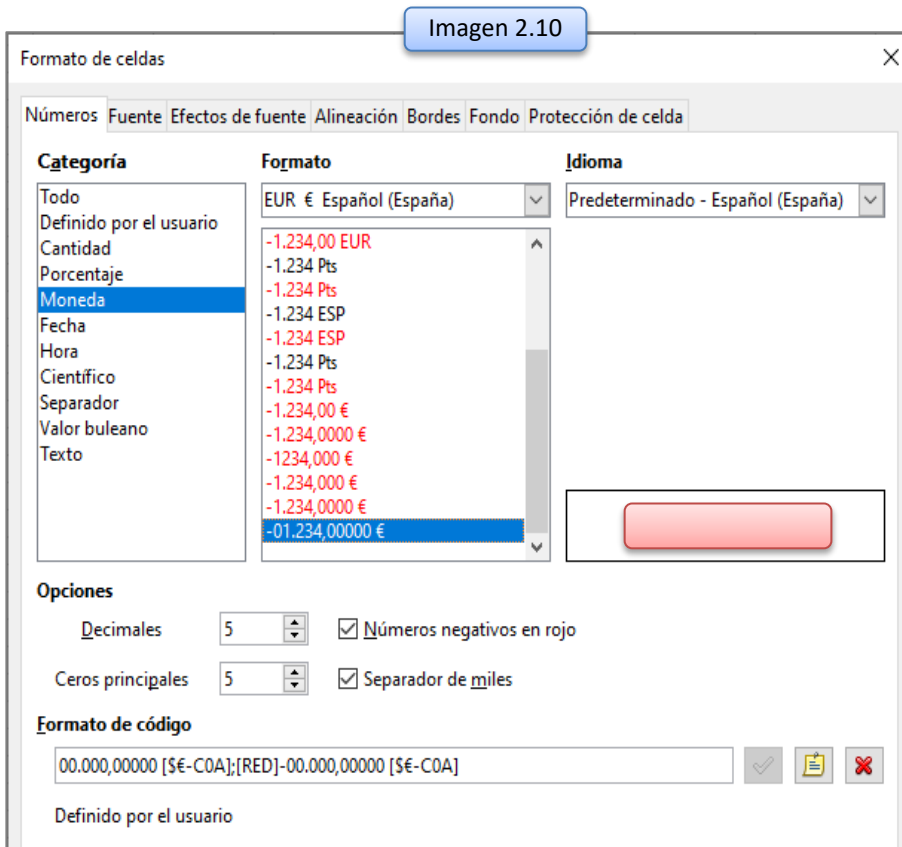 Imagen 2.10
Formato de celdas
Números Fuente Efectos de fuente Alineación Bordes Fondo Protección de celda
Categoría
Todo
Definido por el usuario
Cantidad
Porcentaje
Moneda
Fecha
Hora
Científico
Separador
Valor buleano
Texto
Formato
EUR € Español (España)
-1.234,00 EUR
-1.234 Pts
-1.234 Pts
-1.234 ESP
-1.234 ESP
-1.234 Pts
-1.234 Pts
-1.234,00 €
-1.234,0000 €
-1234,000 €
-1.234,000 €
-1.234,0000 €
-01.234,00000 €
Idioma
Predeterminado - Español (España)
Opciones
Decimales 5 Números negativos en rojo
Ceros principales 5 Separador de miles
Formato de código
00.000,00000 [$€-C0A];[RED]-00.000,00000 [$€-C0A]
Definido por el usuario